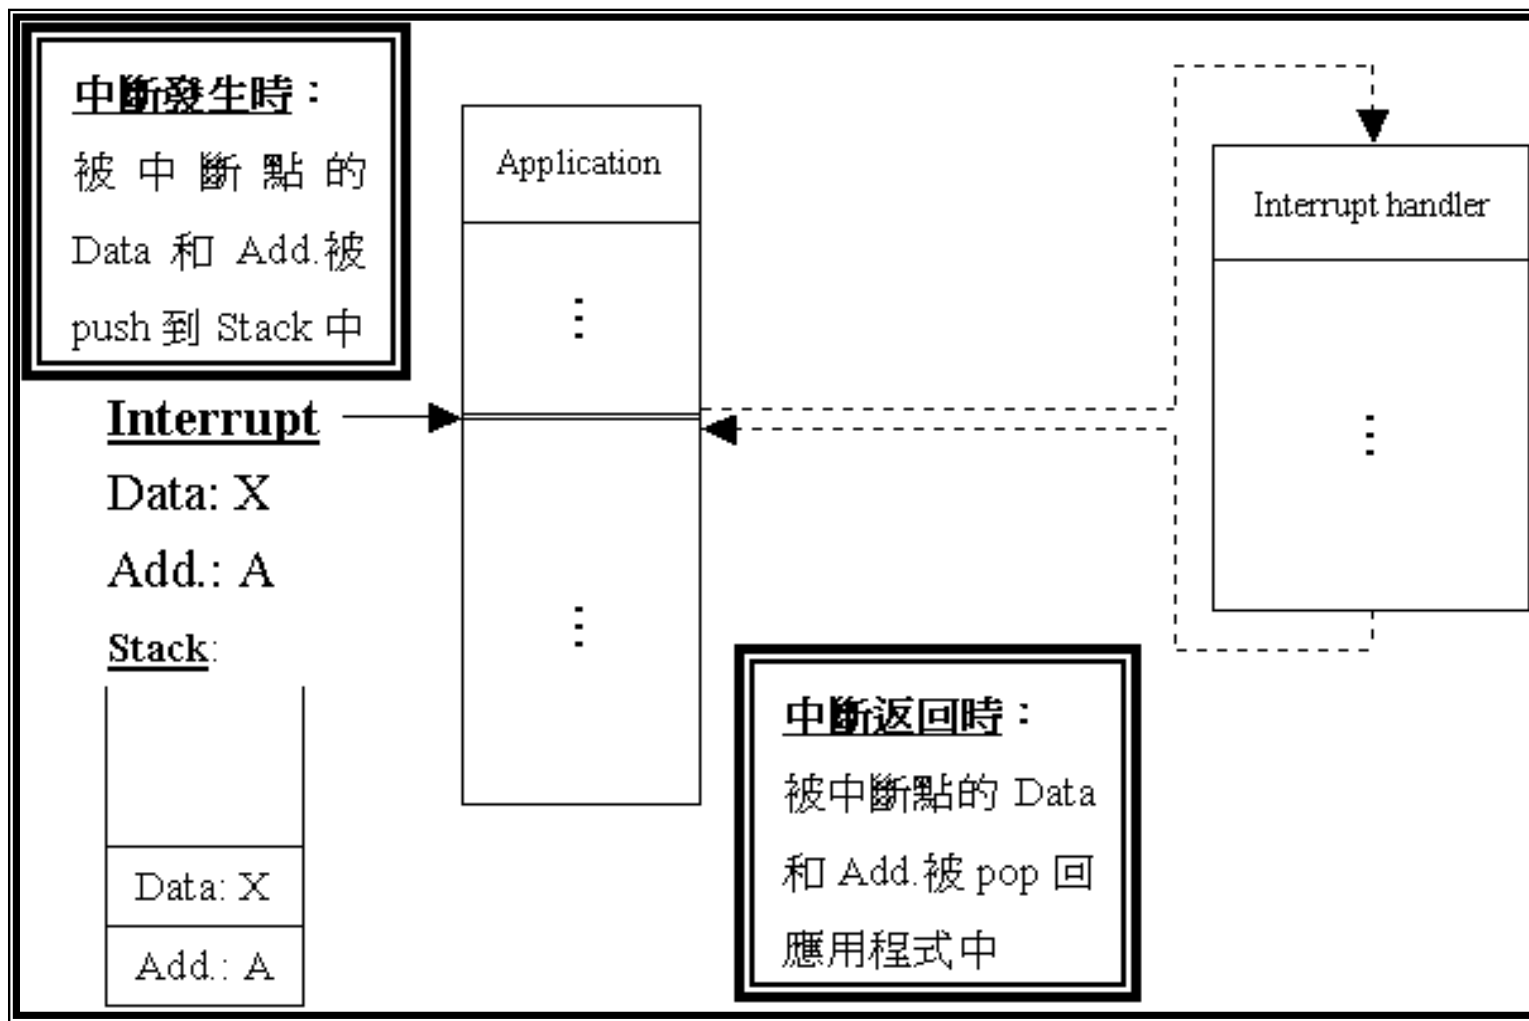 中斷發生時：
被中斷點的
Data 和 Add.被
push 到 Stack 中
Application
Interrupt handler
Interrupt
Data: X
Add.: A
Stack:
Data: X
Add.: A
中斷返回時：
被中斷點的 Data
和 Add.被 pop 回
應用程式中